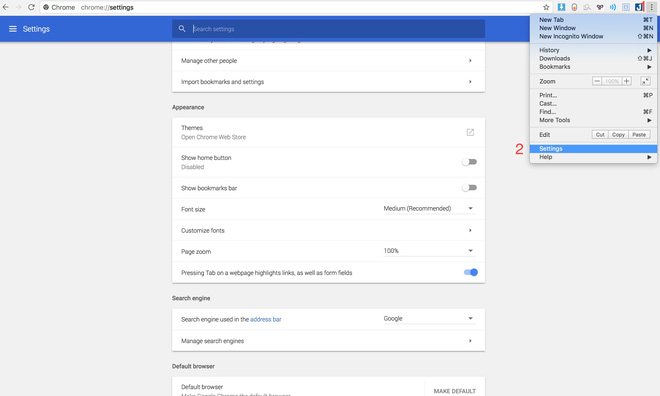 Chrome chrome://settings
Settings
Search settings
Manage other people
Import bookmarks and settings
Appearance
Themes
Open Chrome Web Store
Show home button
Disabled
Show bookmarks bar
Font size
Medium (Recommended)
Customize fonts
Page zoom
100%
Pressing Tab on a webpage highlights links, as well as form fields
Search engine
Search engine used in the address bar
Google
Manage search engines
Default browser
Default browser
Make Google Chrome the default browser
MAKE DEFAULT
New Tab ⌘T
New Window ⌘N
New Incognito Window ⇧⌘N
History
Downloads ⇧⌘J
Bookmarks
Zoom − 100% +
Print... ⌘P
Cast...
Find... ⌘F
More Tools
Edit Cut Copy Paste
2 Settings
Help